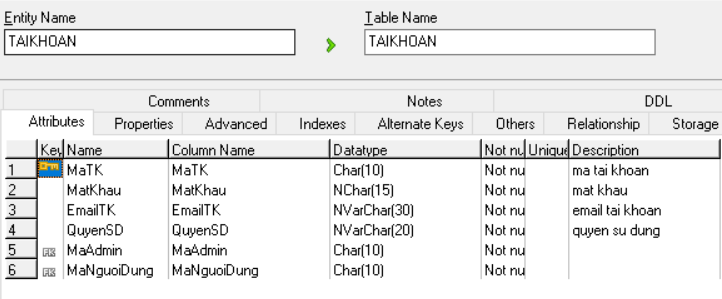 Entity Name Table Name
TAIKHOAN TAIKHOAN
Comments Notes DDL
Attributes Properties Advanced Indexes Alternate Keys Others Relationship Storage
Key Name Column Name Datatype Not nu Unique Description
1 MaTK MaTK Char(10) Not nu ma tai khoan
2 MatKhau MatKhau NChar(15) Not nu mat khau
3 EmailTK EmailTK NVarChar(30) Not nu email tai khoan
4 QuyenSD QuyenSD NVarChar(20) Not nu quyen su dung
5 FK MaAdmin MaAdmin Char(10) Not nu
6 FK MaNguoiDung MaNguoiDung Char(10) Not nu